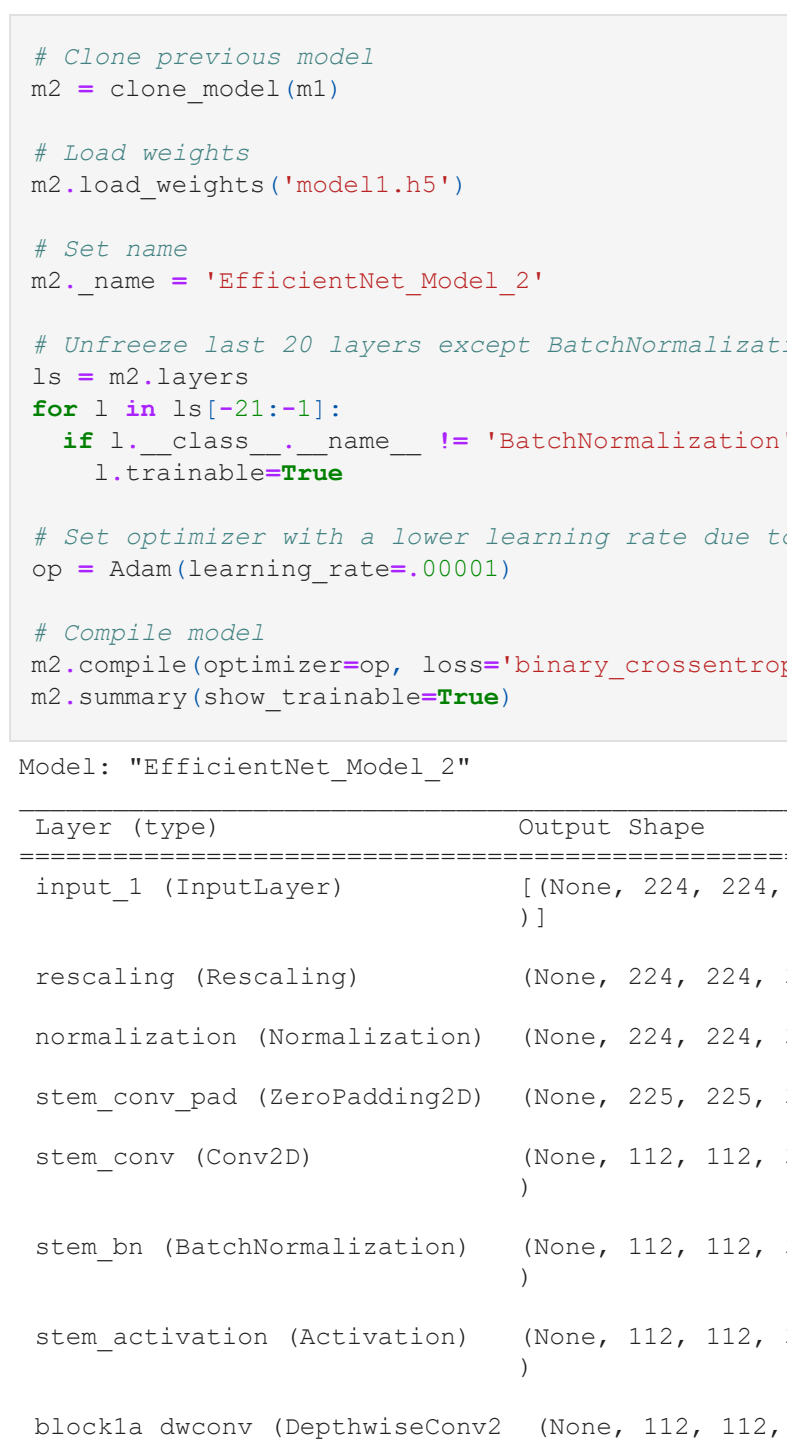 # Clone previous model
m2 = clone_model(m1)
# Load weights
m2.load_weights('model1.h5')
# Set name
m2._name = 'EfficientNet_Model_2'
# Unfreeze last 20 layers except
ls = m2.layers
for l in ls[-21:-1]:
  if l.__class__.__name__ != 'BatchNormalization'
    l.trainable=True
# Set optimizer with a lower learning rate due
op = Adam(learning_rate=.00001)
# Compile model
m2.compile(optimizer=op,
m2.summary(show_trainable=True)
Model: "EfficientNet_Model_2"
Layer (type) Output Shape
input_1 (InputLayer) [(None, 224, 224,
)]
rescaling (Rescaling) (None, 224, 224,
normalization (Normalization) (None, 224, 224,
stem_conv_pad (ZeroPadding2D) (None, 225, 225,
stem_conv (Conv2D) (None, 112, 112,
)
stem_bn (BatchNormalization) (None, 112, 112,
)
stem_activation (Activation) (None, 112, 112,
)
block1a_dwconv (DepthwiseConv2 (None, 112, 112,